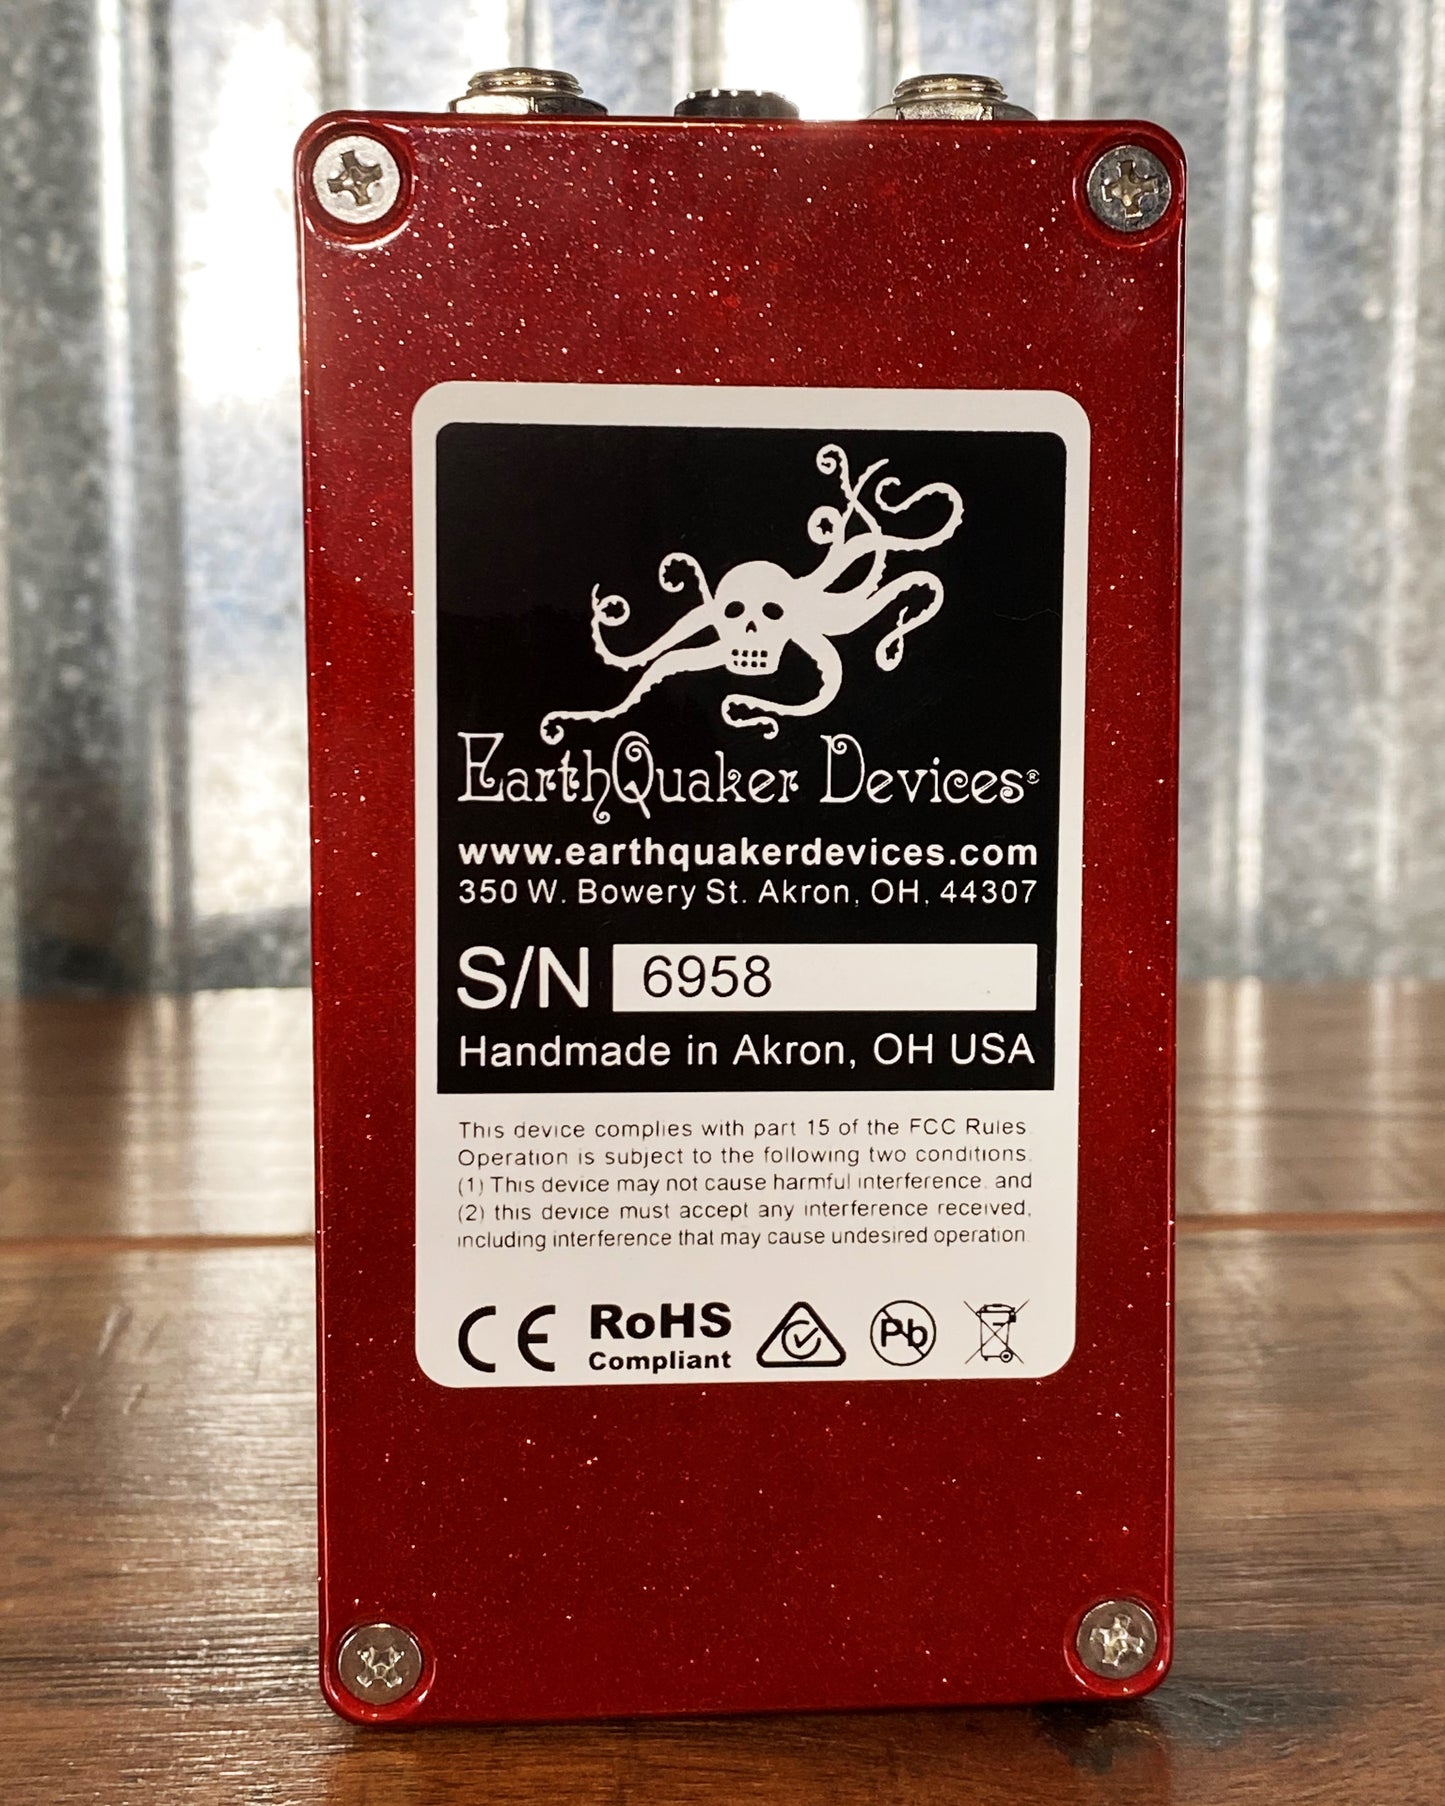 EarthQuaker Devices®
www.earthquakerdevices.com
350 W. Bowery St. Akron, OH, 44307
S/N 6958
Handmade in Akron, OH USA
This device complies with part 15 of the FCC Rules.
Operation is subject to the following two conditions.
(1) This device may not cause harmful interference, and
(2) this device must accept any interference received,
including interference that may cause undesired operation.
CE RoHS
Compliant
Pb